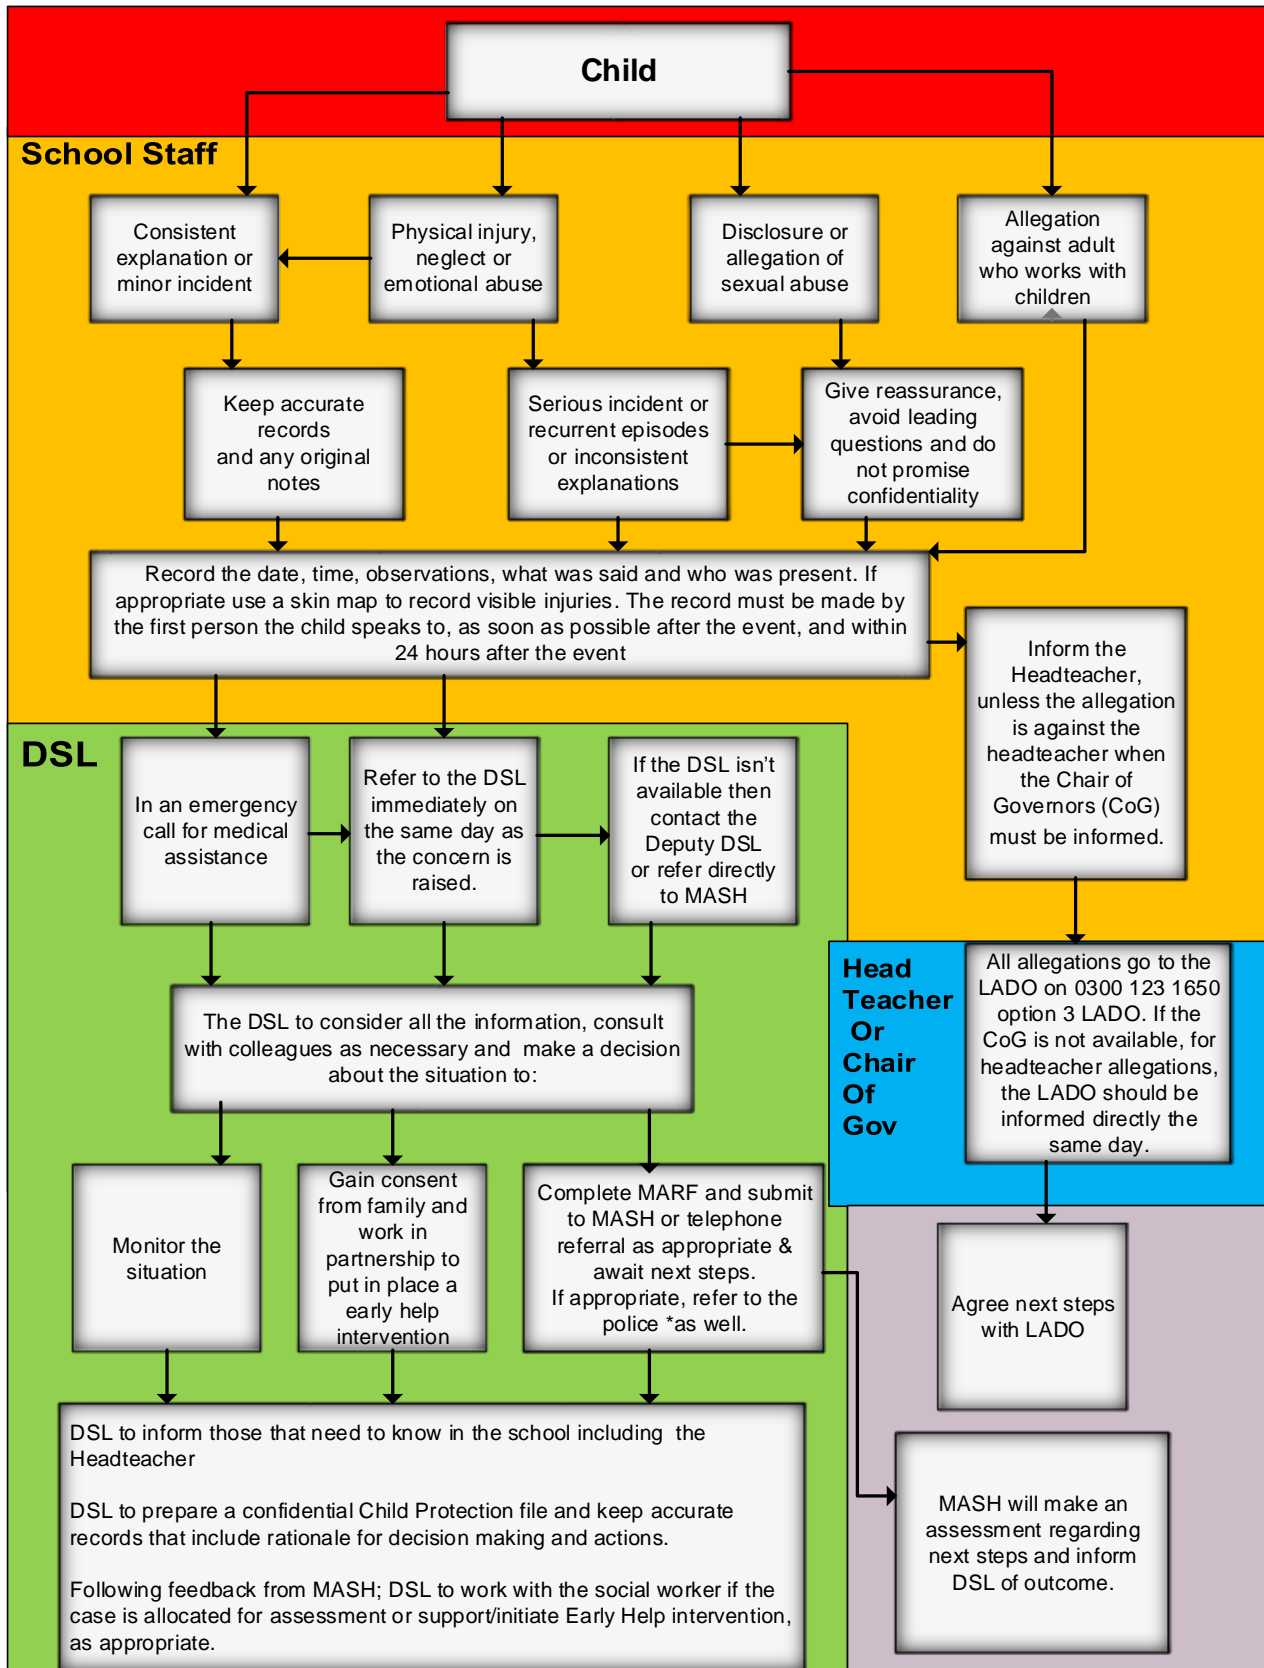 Child
School Staff
Consistent
explanation or
minor incident
Physical injury,
neglect or
emotional abuse
Disclosure or
allegation of
sexual abuse
Allegation
against adult
who works with
children
Keep accurate
records
and any original
notes
Serious incident or
recurrent episodes
or inconsistent
explanations
Give reassurance,
avoid leading
questions and do
not promise
confidentiality
Record the date, time, observations, what was said and who was present. If
appropriate use a skin map to record visible injuries. The record must be made by
the first person the child speaks to, as soon as possible after the event, and within
24 hours after the event
Inform the
Headteacher,
unless the allegation
is against the
headteacher when
the Chair of
Governors (CoG)
must be informed.
DSL
In an emergency
call for medical
assistance
Refer to the DSL
immediately on
the same day as
the concern is
raised.
If the DSL isn't
available then
contact the
Deputy DSL
or refer directly
to MASH
Head
Teacher
Or
Chair
Of
Gov
All allegations go to the
LADO on 0300 123 1650
option 3 LADO. If the
CoG is not available, for
headteacher allegations,
the LADO should be
informed directly the
same day.
The DSL to consider all the information, consult
with colleagues as necessary and  make a decision
about the situation to:
Monitor the
situation
Gain consent
from family and
work in
partnership to
put in place a
early help
intervention
Complete MARF and submit
to MASH or telephone
referral as appropriate &
await next steps.
If appropriate, refer to the
police *as well.
Agree next steps
with LADO
DSL to inform those that need to know in the school including  the
Headteacher
DSL to prepare a confidential Child Protection file and keep accurate
records that include rationale for decision making and actions.
Following feedback from MASH; DSL to work with the social worker if the
case is allocated for assessment or support/initiate Early Help intervention,
as appropriate.
MASH will make an
assessment regarding
next steps and inform
DSL of outcome.